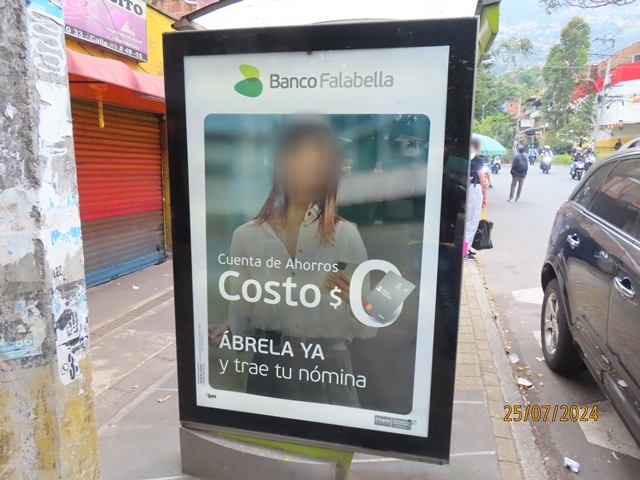 Banco Falabella
Cuenta de Ahorros
Costo $0
ÁBRELA YA
y trae tu nómina
25/07/2024